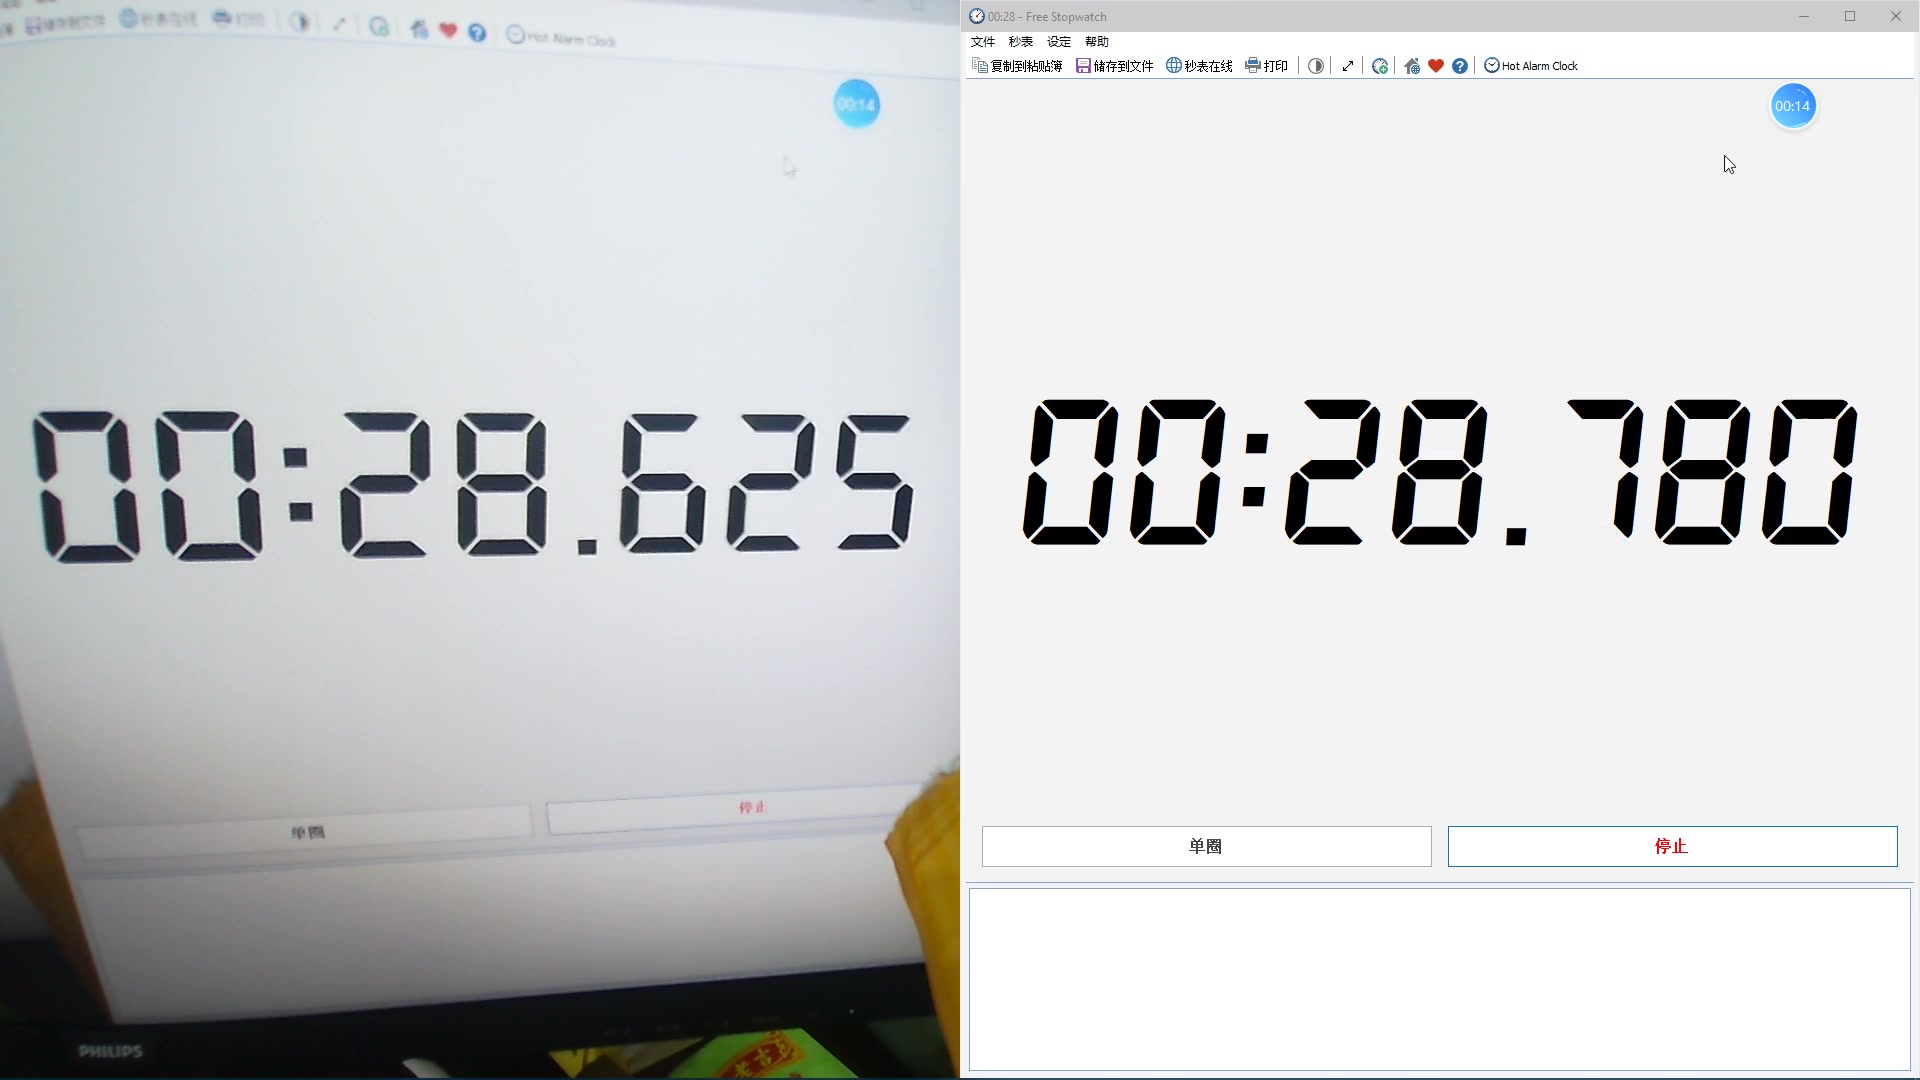 储存到文件 秒表在线 打印 Hot Alarm Clock
00:14
00:28.625
单圈 停止
PHILIPS
00:28 - Free Stopwatch
文件 秒表 设定 帮助
复制到粘贴簿 储存到文件 秒表在线 打印 Hot Alarm Clock
00:14
00:28.780
单圈 停止